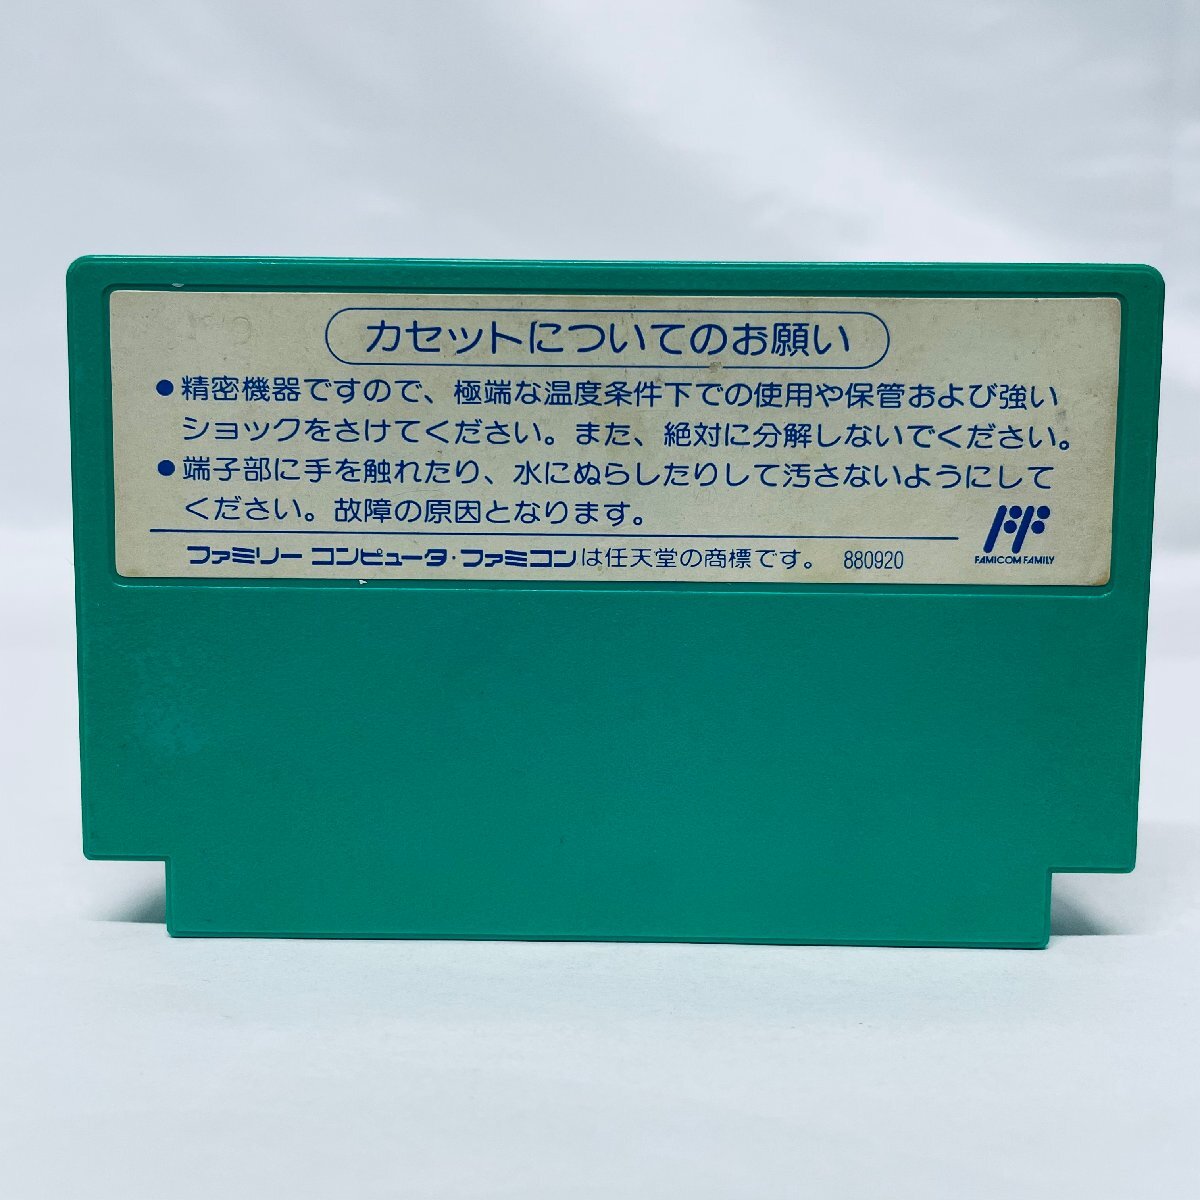 カセットについてのお願い
●精密機器ですので、極端な温度条件下での使用や保管および強い
ショックをさけてください。また、絶対に分解しないでください。
●端子部に手を触れたり、水にぬらしたりして汚さないようにして
ください。故障の原因となります。
ファミリー コンピュータ・ファミコンは任天堂の商標です。 880920
FAMICOM FAMILY